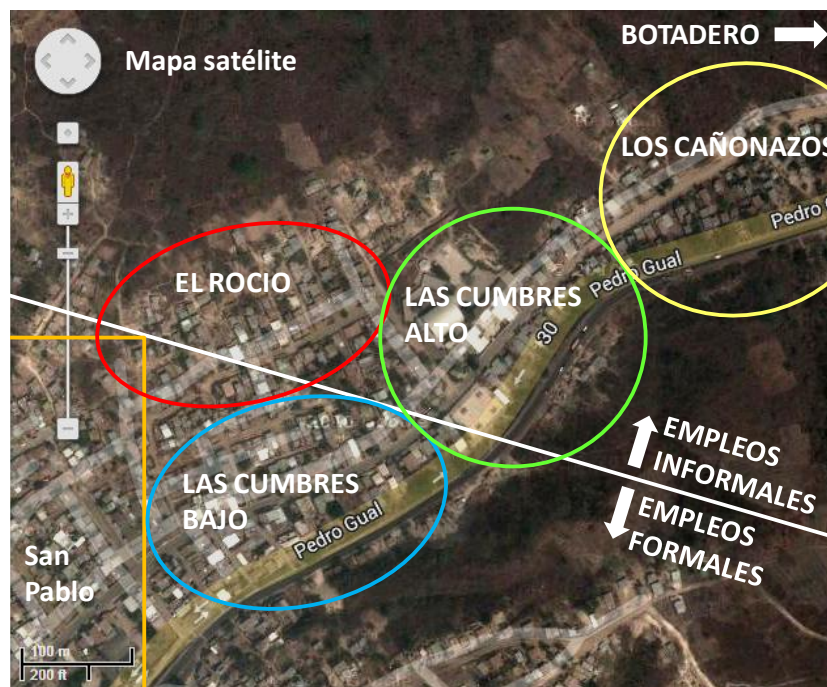 BOTADERO
Mapa satélite
LOS CAÑONAZOS
Pedro
Pedro Gual
EL ROCIO
LAS CUMBRES
ALTO
30
EMPLEOS
INFORMALES
LAS CUMBRES
BAJO
EMPLEOS
FORMALES
Pedro Gual
San
Pablo
100 m
200 ft